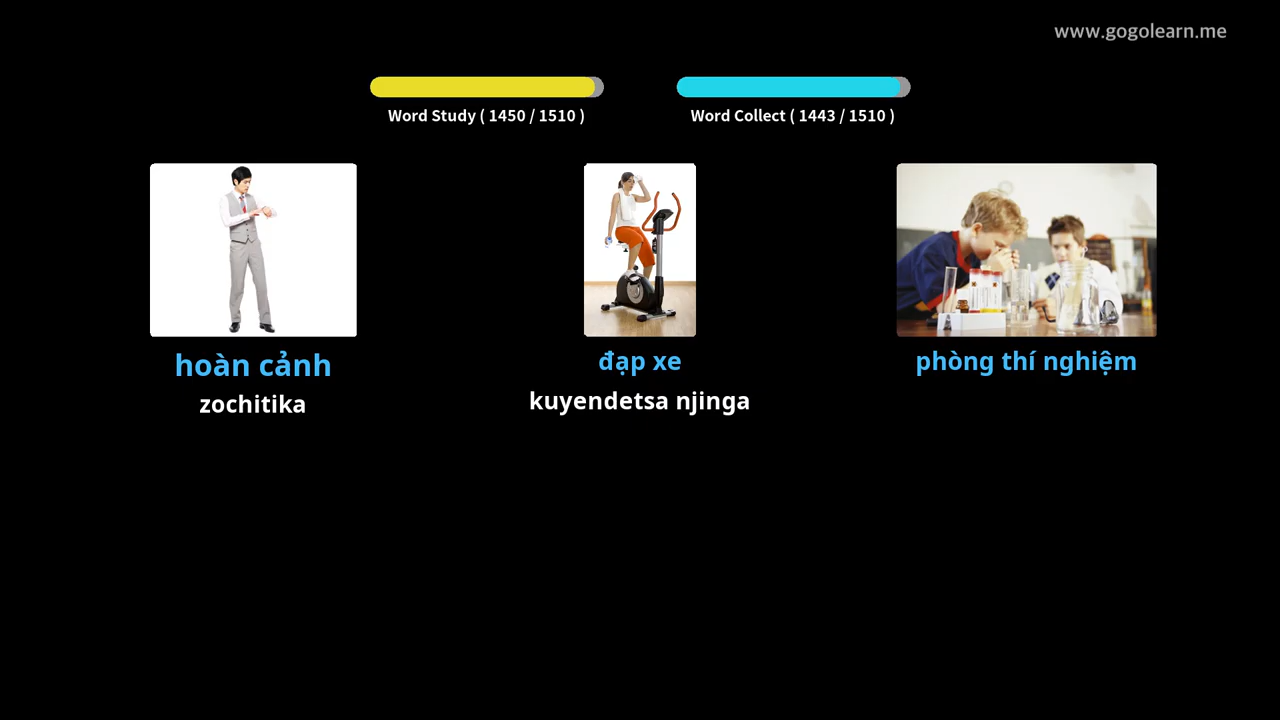 www.gogolearn.me
Word Study ( 1450 / 1510 )
Word Collect ( 1443 / 1510 )
hoàn cảnh
zochitika
đạp xe
kuyendetsa njinga
phòng thí nghiệm